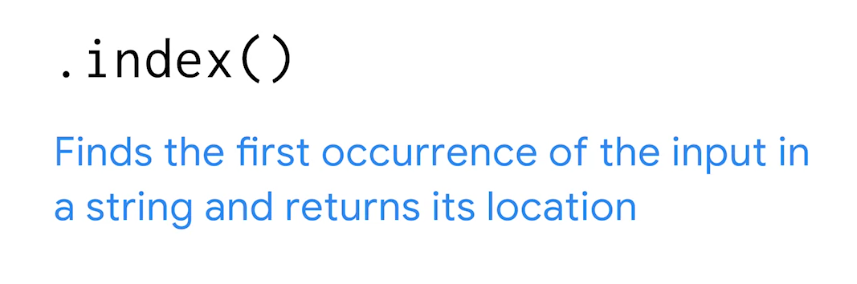 .index()
Finds the first occurrence of the input in
a string and returns its location